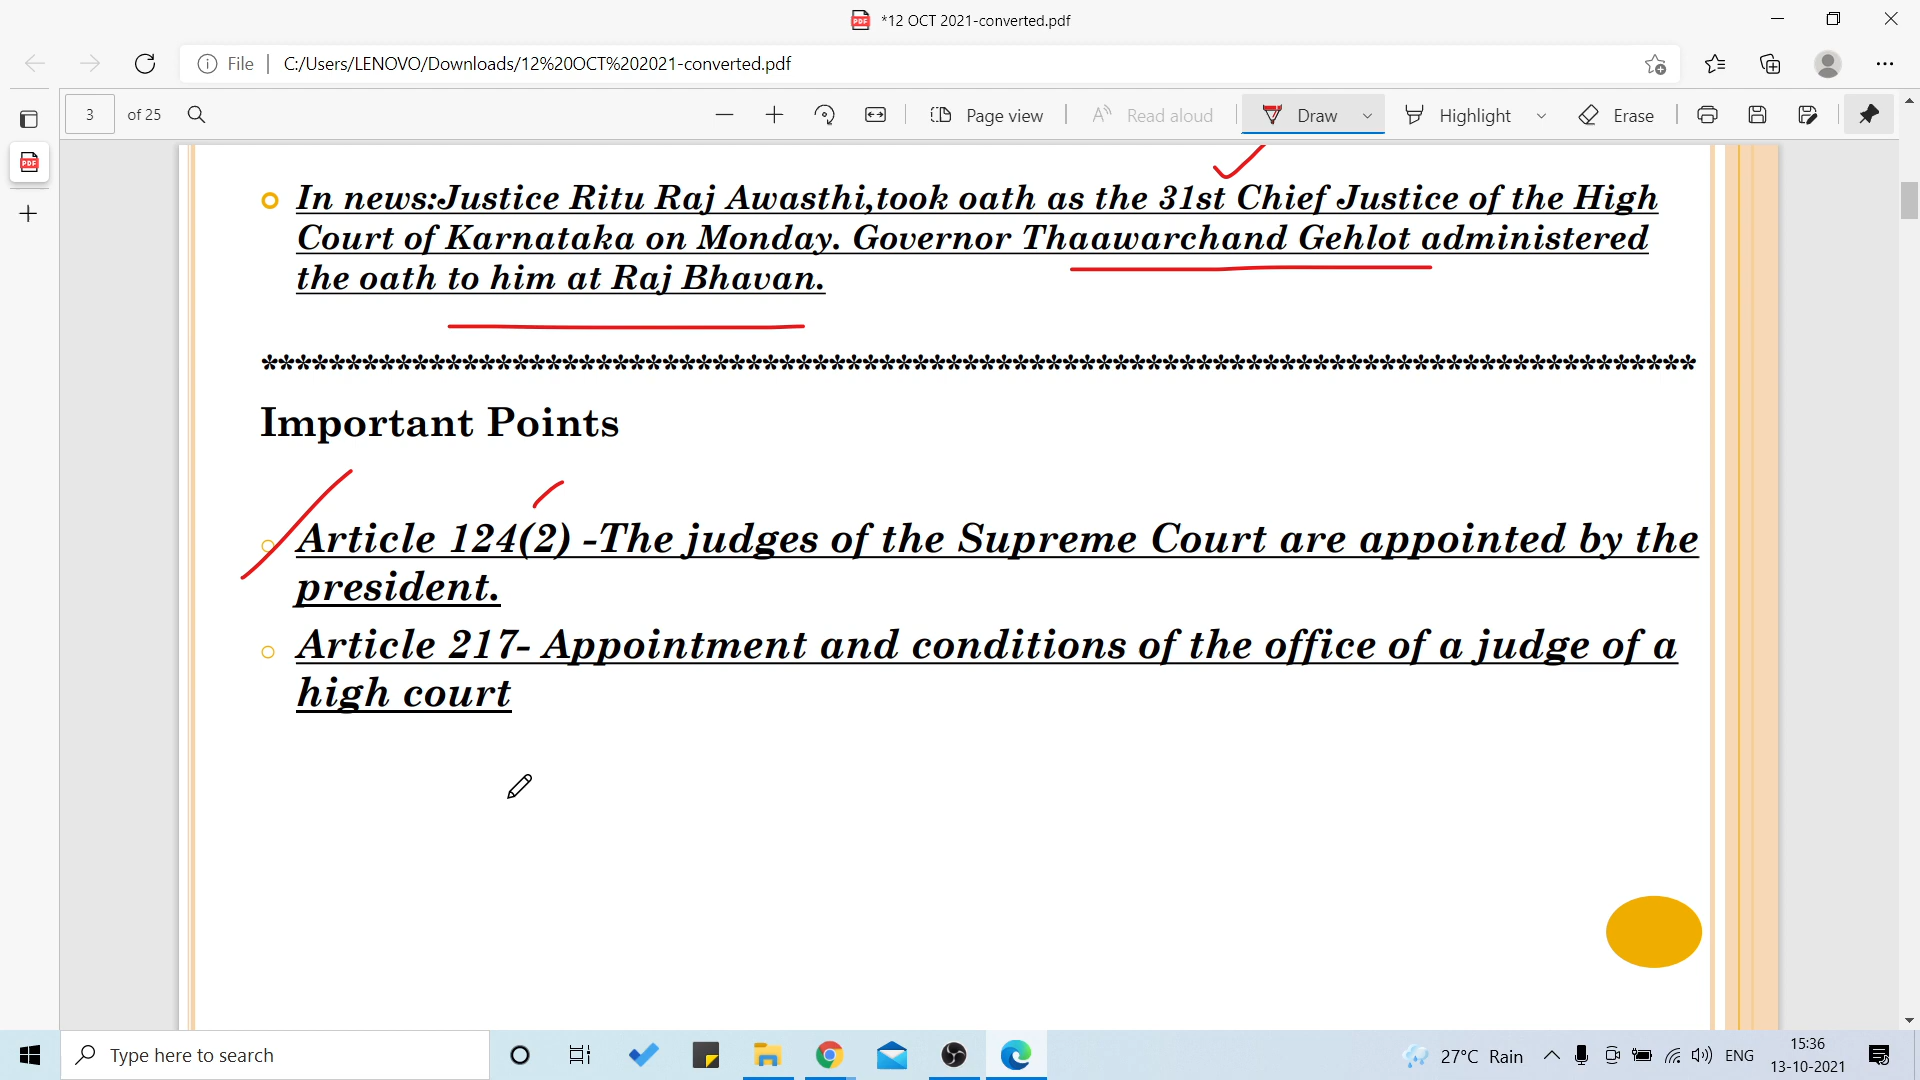 *12 OCT 2021-converted.pdf
File | C:/Users/LENOVO/Downloads/12%20OCT%202021-converted.pdf
3 of 25 Page view Read aloud Draw Highlight Erase
In news:Justice Ritu Raj Awasthi,took oath as the 31st Chief Justice of the High
Court of Karnataka on Monday. Governor Thaawarchand Gehlot administered
the oath to him at Raj Bhavan.
*************************************************************************************
Important Points
Article 124(2) -The judges of the Supreme Court are appointed by the
president.
Article 217- Appointment and conditions of the office of a judge of a
high court
Type here to search
27°C Rain
ENG
15:36
13-10-2021